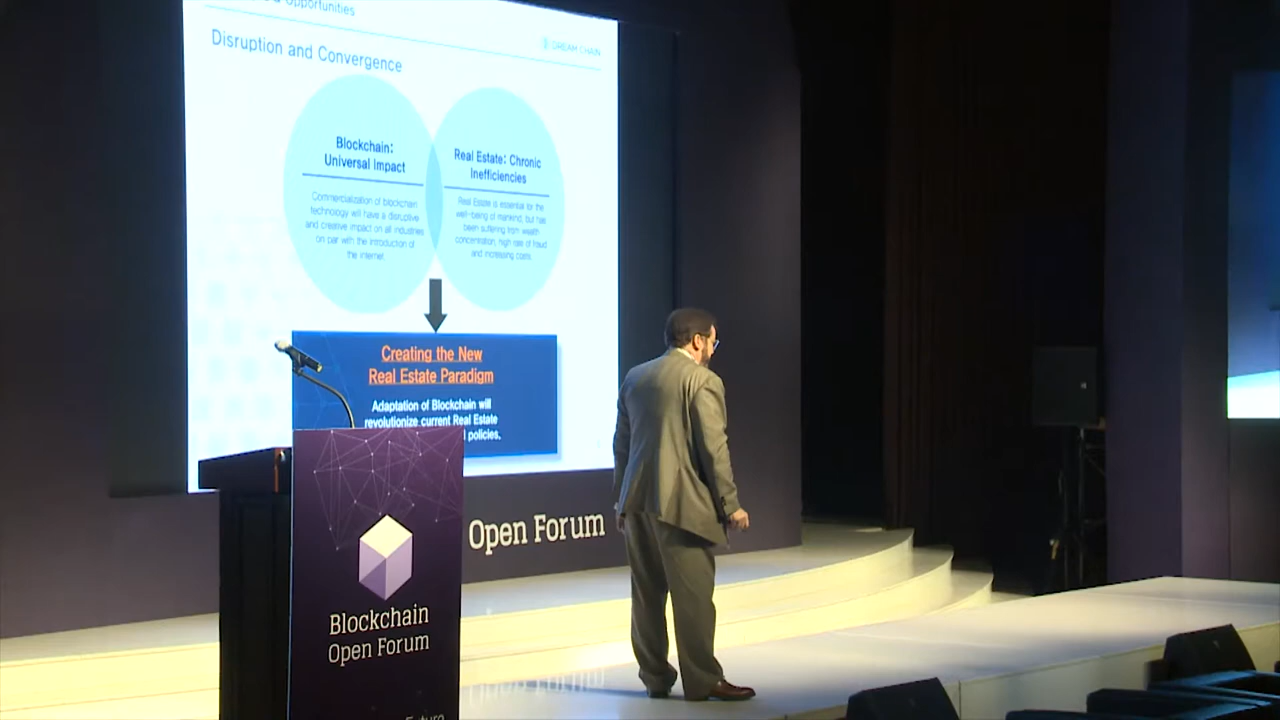 & Opportunities
Disruption and Convergence
DREAM CHAIN
Blockchain:
Universal Impact
Commercialization of blockchain
technology will have a disruptive
and creative impact on all industries
on par with the introduction of
the internet.
Real Estate: Chronic
Inefficiencies
Real Estate is essential for the
well-being of mankind, but has
been suffering from wealth
concentration, high rate of fraud
and increasing costs.
Creating the New
Real Estate Paradigm
Adaptation of Blockchain will
revolutionize current Real Estate
policies.
Open Forum
Blockchain
Open Forum
Future